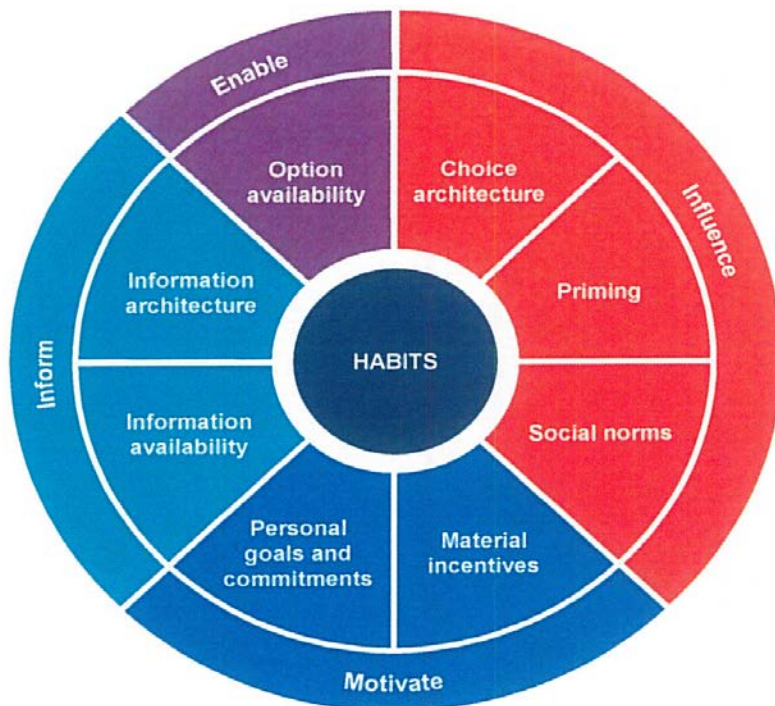 Enable
Option
availability
Choice
architecture
Influence
Priming
Social norms
Material
incentives
Motivate
Personal
goals and
commitments
Information
availability
Inform
Information
architecture
HABITS